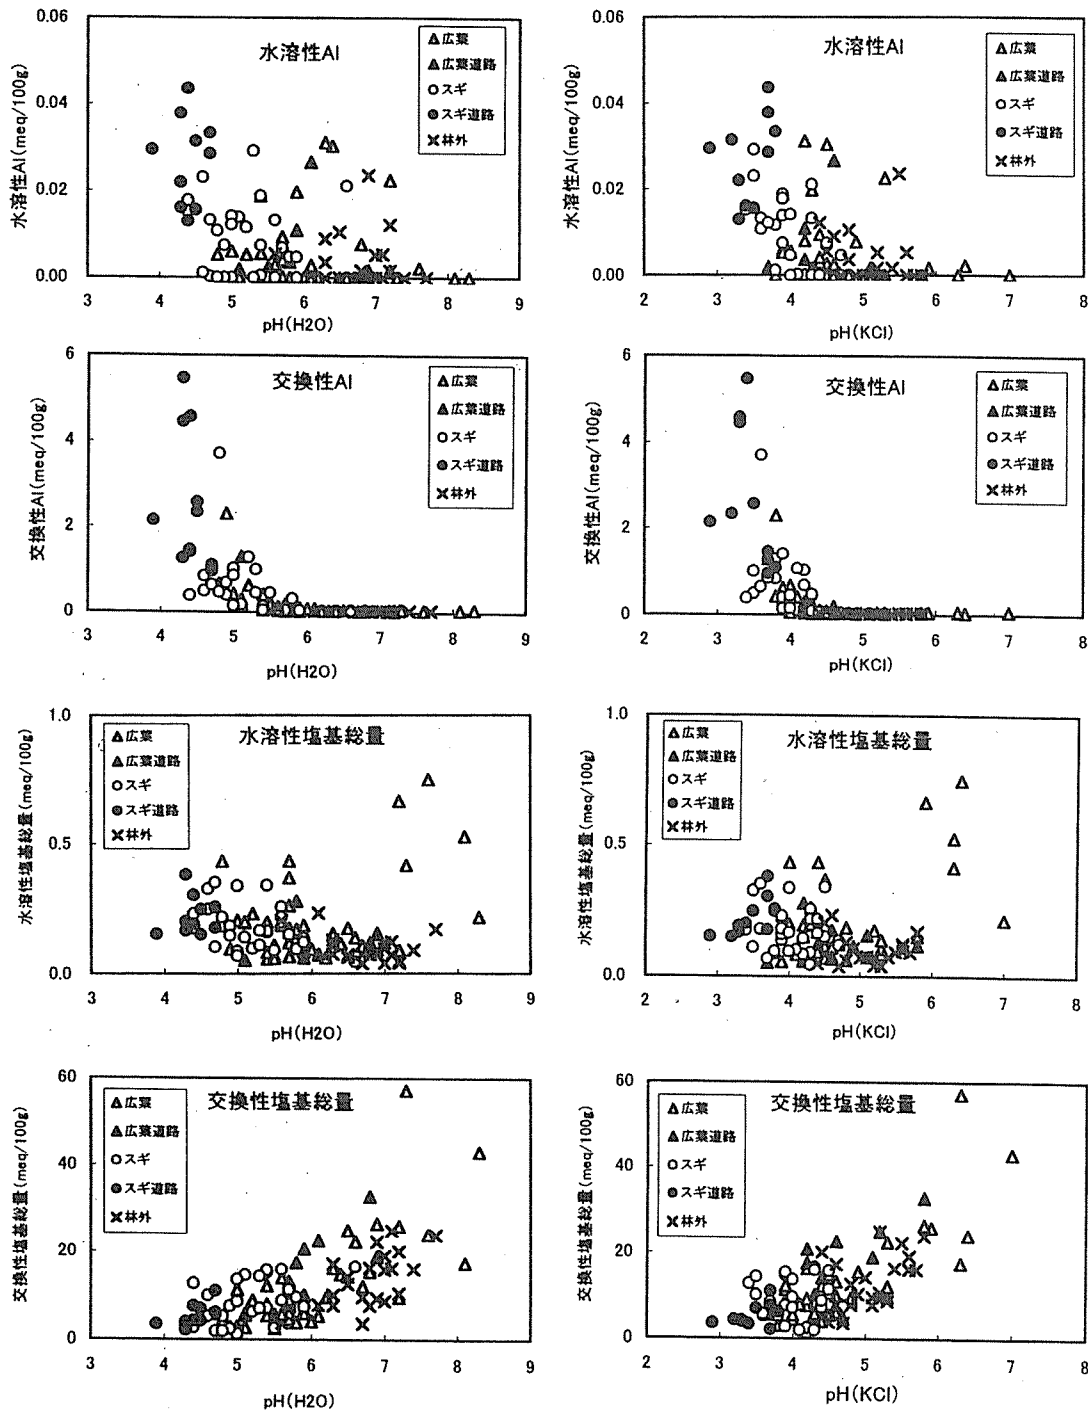 水溶性Al
水溶性Al(meq/100g)
0.06
0.04
0.02
0.00
広葉
広葉道路
スギ
スギ道路
林外
3 4 5 6 7 8 9
pH(H2O)
水溶性Al
水溶性Al(meq/100g)
0.06
0.04
0.02
0.00
広葉
広葉道路
スギ
スギ道路
林外
2 3 4 5 6 7 8
pH(KCl)
交換性Al
交換性Al(meq/100g)
6
4
2
0
広葉
広葉道路
スギ
スギ道路
林外
3 4 5 6 7 8 9
pH(H2O)
交換性Al
交換性Al(meq/100g)
6
4
2
0
広葉
広葉道路
スギ
スギ道路
林外
2 3 4 5 6 7 8
pH(KCl)
水溶性塩基総量
水溶性塩基総量(meq/100g)
1.0
0.5
0.0
広葉
広葉道路
スギ
スギ道路
林外
3 4 5 6 7 8 9
pH(H2O)
水溶性塩基総量
水溶性塩基総量(meq/100g)
1.0
0.5
0.0
広葉
広葉道路
スギ
スギ道路
林外
2 3 4 5 6 7 8
pH(KCl)
交換性塩基総量
交換性塩基総量(meq/100g)
60
40
20
0
広葉
広葉道路
スギ
スギ道路
林外
3 4 5 6 7 8 9
pH(H2O)
交換性塩基総量
交換性塩基総量(meq/100g)
60
40
20
0
広葉
広葉道路
スギ
スギ道路
林外
2 3 4 5 6 7 8
pH(KCl)